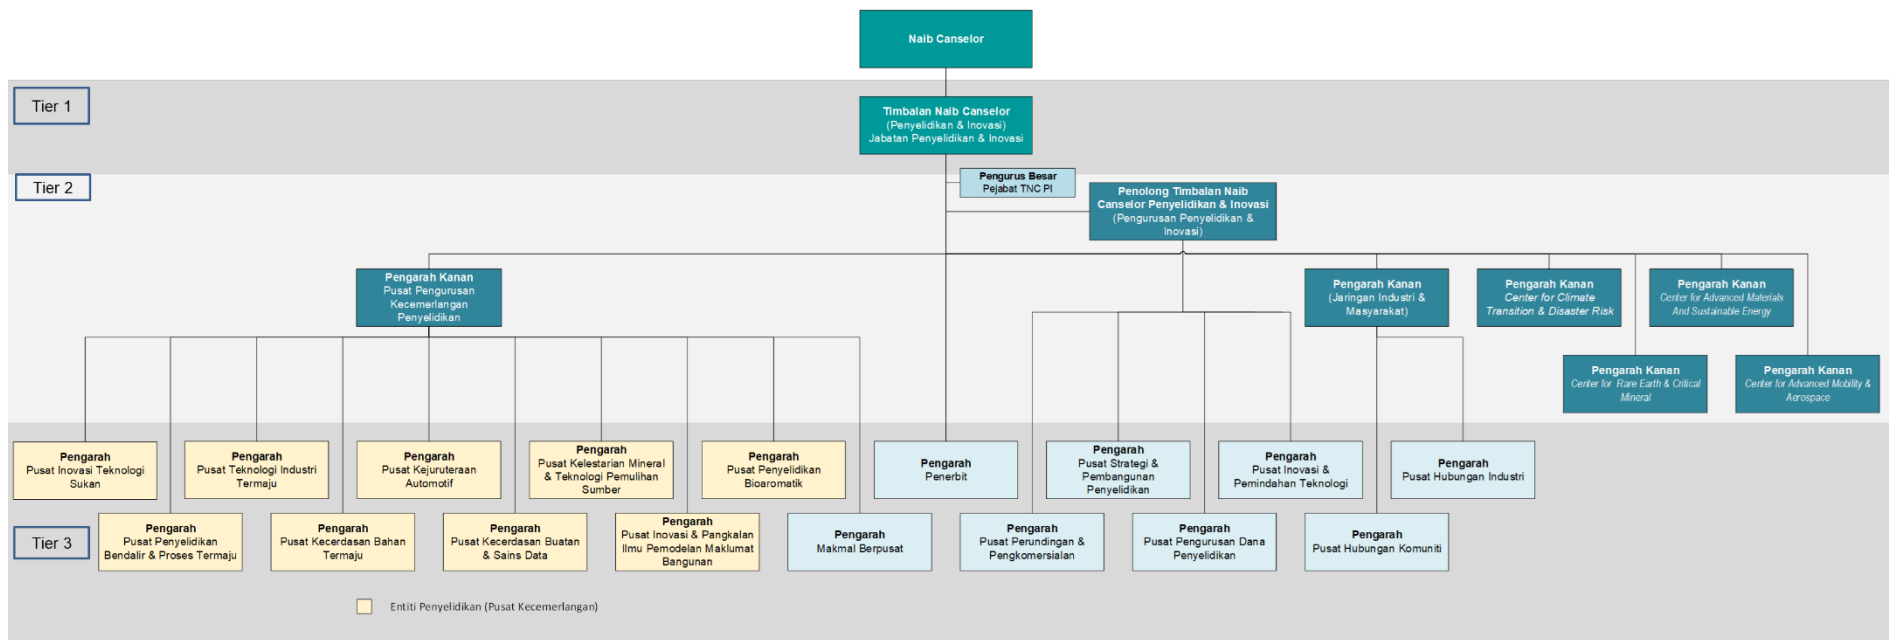 Naib Canselor
Tier 1
Timbalan Naib Canselor
(Penyelidikan & Inovasi)
Jabatan Penyelidikan & Inovasi
Tier 2
Pengurus Besar
Pejabat TNC PI
Penolong Timbalan Naib
Canselor Penyelidikan & Inovasi
(Pengurusan Penyelidikan &
Inovasi)
Pengarah Kanan
Pusat Pengurusan
Kecemerlangan
Penyelidikan
Pengarah Kanan
(Jaringan Industri &
Masyarakat)
Pengarah Kanan
Center for Climate
Transition & Disaster Risk
Pengarah Kanan
Center for Advanced Materials
And Sustainable Energy
Pengarah Kanan
Center for Rare Earth & Critical
Mineral
Pengarah Kanan
Center for Advanced Mobility &
Aerospace
Pengarah
Pusat Inovasi Teknologi
Sukan
Pengarah
Pusat Teknologi Industri
Termaju
Pengarah
Pusat Kejuruteraan
Automotif
Pengarah
Pusat Kelestarian Mineral
& Teknologi Pemulihan
Sumber
Pengarah
Pusat Penyelidikan
Bioaromatik
Pengarah
Penerbit
Pengarah
Pusat Strategi &
Pembangunan
Penyelidikan
Pengarah
Pusat Inovasi &
Pemindahan Teknologi
Pengarah
Pusat Hubungan Industri
Tier 3
Pengarah
Pusat Penyelidikan
Bendalir & Proses Termaju
Pengarah
Pusat Kecerdasan Bahan
Termaju
Pengarah
Pusat Kecerdasan Buatan
& Sains Data
Pengarah
Pusat Inovasi & Pangkalan
Ilmu Pemodelan Maklumat
Bangunan
Pengarah
Makmal Berpusat
Pengarah
Pusat Perundingan &
Pengkomersialan
Pengarah
Pusat Pengurusan Dana
Penyelidikan
Pengarah
Pusat Hubungan Komuniti
Entiti Penyelidikan (Pusat Kecemerlangan)